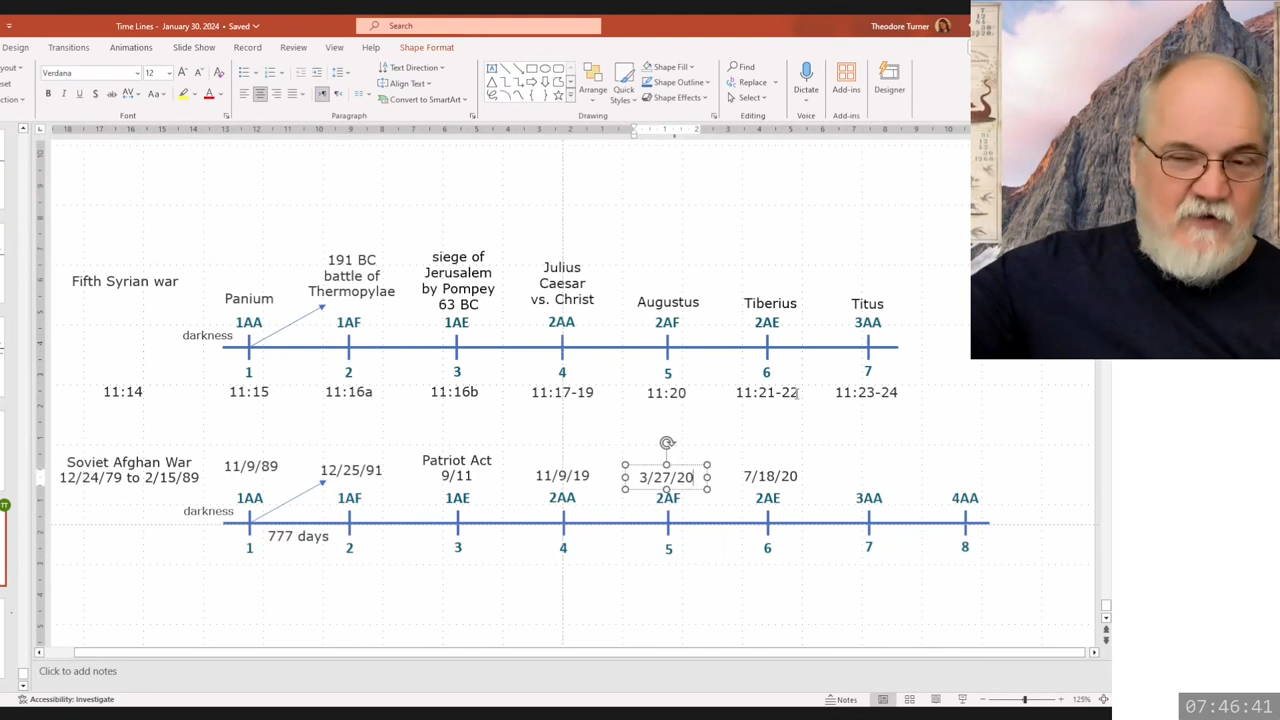 Time Lines - January 30, 2024 • Saved
Search
Theodore Turner
Design Transitions Animations Slide Show Record Review View Help Shape Format
Verdana 12
Text Direction
Align Text
Convert to SmartArt
Arrange
Quick Styles
Shape Fill
Shape Outline
Shape Effects
Find
Replace
Select
Dictate
Add-ins
Designer
Font Paragraph Drawing Editing Voice Add-ins
Fifth Syrian war
Panium
191 BC
battle of
Thermopylae
siege of
Jerusalem
by Pompey
63 BC
Julius
Caesar
vs. Christ
Augustus
Tiberius
Titus
darkness
1AA 1AF 1AE 2AA 2AF 2AE 3AA
1 2 3 4 5 6 7
11:14 11:15 11:16a 11:16b 11:17-19 11:20 11:21-22 11:23-24
Soviet Afghan War
12/24/79 to 2/15/89
11/9/89
12/25/91
Patriot Act
9/11
11/9/19
3/27/20
7/18/20
darkness
1AA 1AF 1AE 2AA 2AF 2AE 3AA 4AA
777 days
1 2 3 4 5 6 7 8
Click to add notes
Accessibility: Investigate
Notes
125%
07:46:41